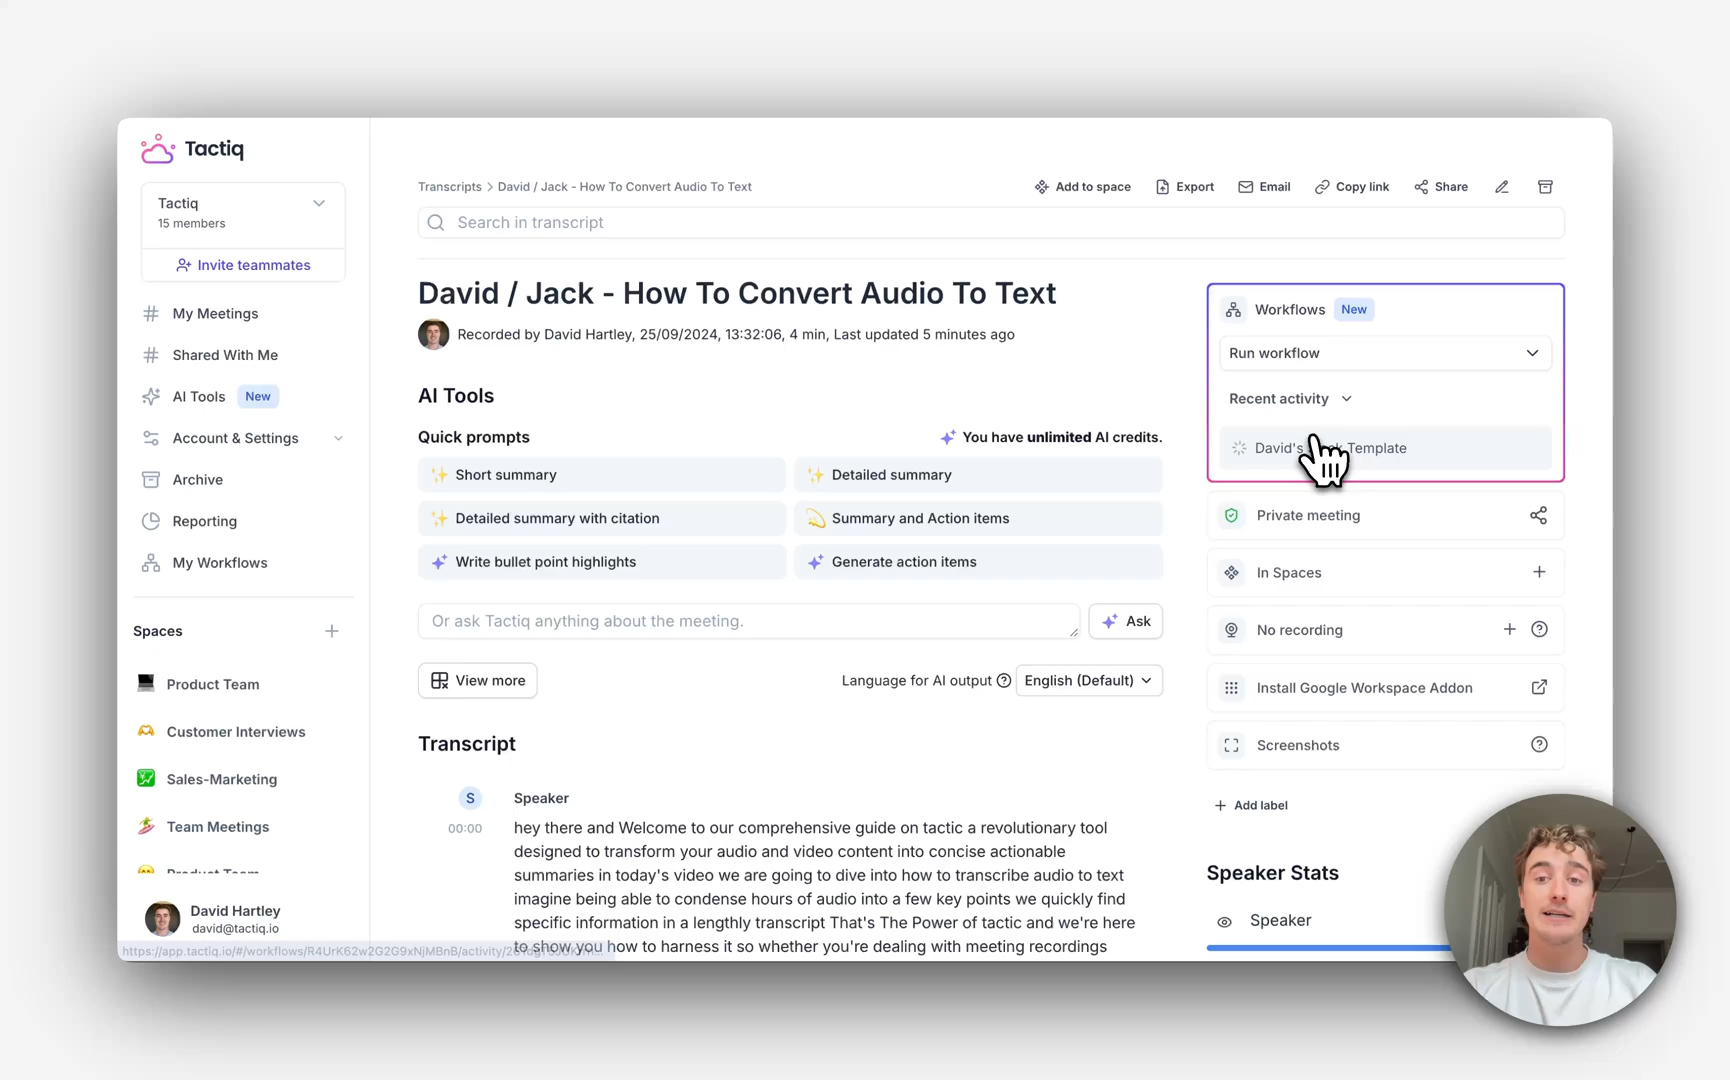 Tactiq
Tactiq
15 members
Invite teammates
My Meetings
Shared With Me
AI Tools New
Account & Settings
Archive
Reporting
My Workflows
Spaces
Product Team
Customer Interviews
Sales-Marketing
Team Meetings
Product Team
David Hartley
david@tactiq.io
Transcripts > David / Jack - How To Convert Audio To Text
Add to space Export Email Copy link Share
Search in transcript
David / Jack - How To Convert Audio To Text
Recorded by David Hartley, 25/09/2024, 13:32:06, 4 min, Last updated 5 minutes ago
AI Tools
Quick prompts You have unlimited AI credits.
Short summary Detailed summary
Detailed summary with citation Summary and Action items
Write bullet point highlights Generate action items
Or ask Tactiq anything about the meeting. Ask
View more Language for AI output English (Default)
Transcript
S Speaker
00:00 hey there and Welcome to our comprehensive guide on tactic a revolutionary tool
designed to transform your audio and video content into concise actionable
summaries in today's video we are going to dive into how to transcribe audio to text
imagine being able to condense hours of audio into a few key points we quickly find
specific information in a lengthly transcript That's The Power of tactic and we're here
to show you how to harness it so whether you're dealing with meeting recordings
Workflows New
Run workflow
Recent activity
David's Template
Private meeting
In Spaces
No recording
Install Google Workspace Addon
Screenshots
Add label
Speaker Stats
Speaker